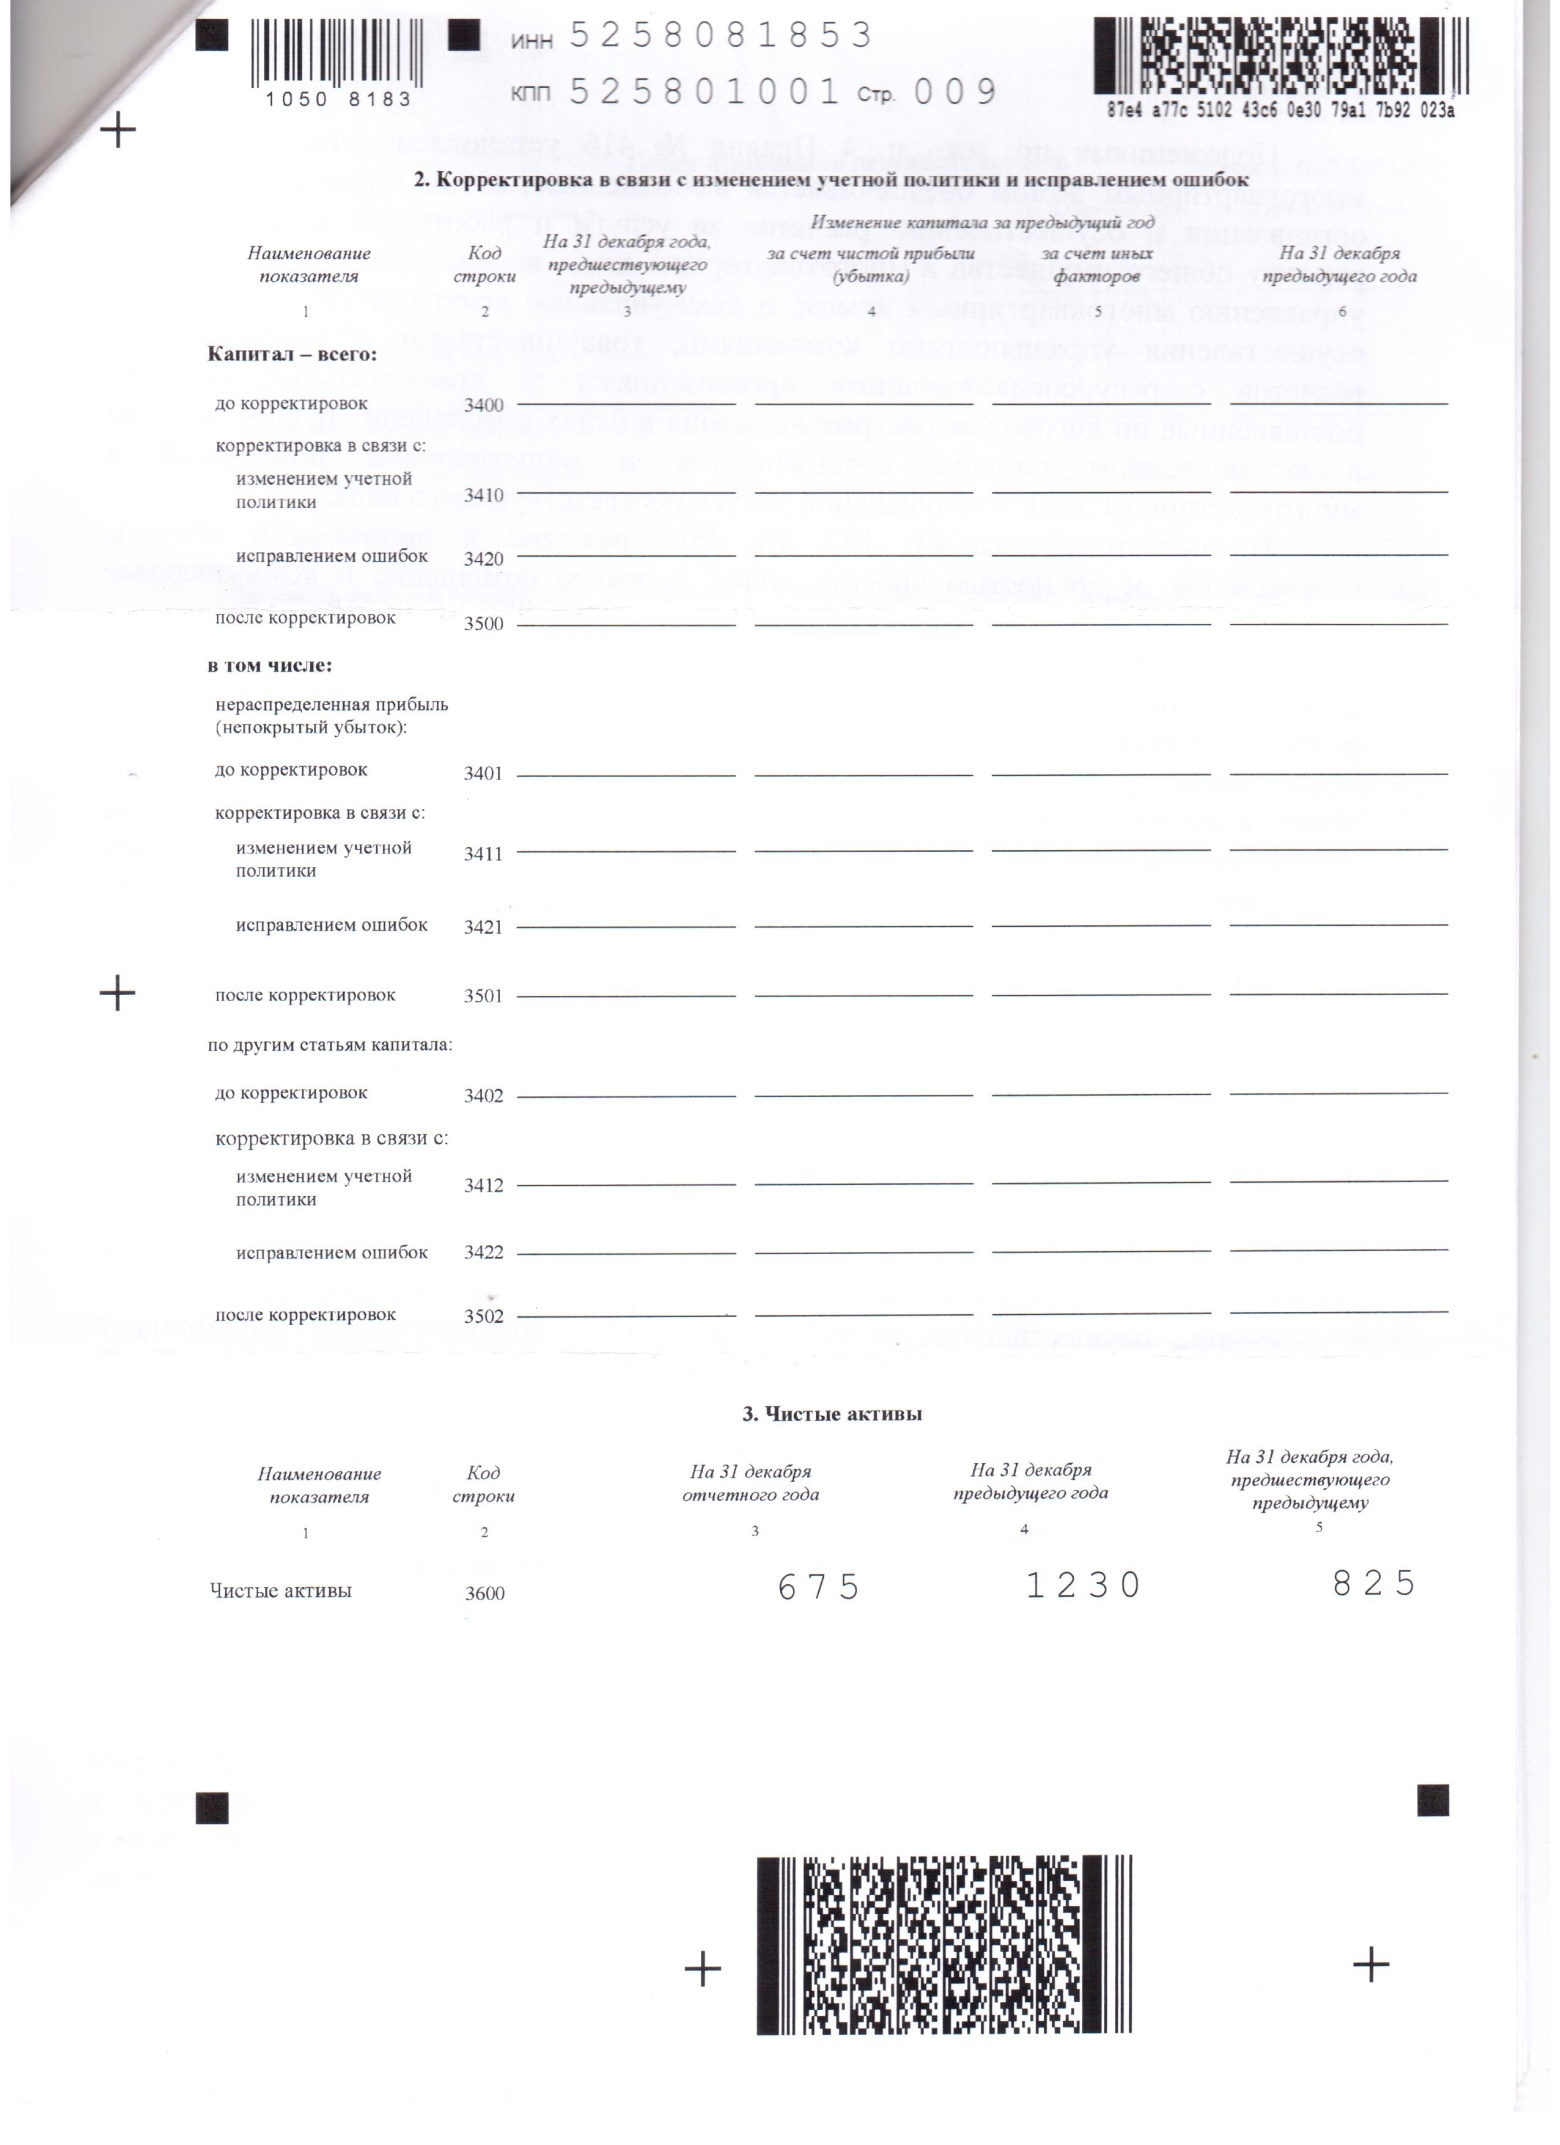 ИНН 5258081853
1050 8183
КПП 525801001 Стр. 009
87e4 a77c 5102 43c6 0e30 79a1 7b92 023a
2. Корректировка в связи с изменением учетной политики и исправлением ошибок
Изменение капитала за предыдущий год
Наименование показателя Код строки На 31 декабря года, предшествующего предыдущему за счет чистой прибыли (убытка) за счет иных факторов На 31 декабря предыдущего года
1 2 3 4 5 6
Капитал – всего:
до корректировок 3400
корректировка в связи с:
изменением учетной
политики 3410
исправлением ошибок 3420
после корректировок 3500
в том числе:
нераспределенная прибыль
(непокрытый убыток):
до корректировок 3401
корректировка в связи с:
изменением учетной
политики 3411
исправлением ошибок 3421
после корректировок 3501
по другим статьям капитала:
до корректировок 3402
корректировка в связи с:
изменением учетной
политики 3412
исправлением ошибок 3422
после корректировок 3502
3. Чистые активы
Наименование показателя Код строки На 31 декабря отчетного года На 31 декабря предыдущего года На 31 декабря года, предшествующего предыдущему
1 2 3 4 5
Чистые активы 3600 675 1230 825